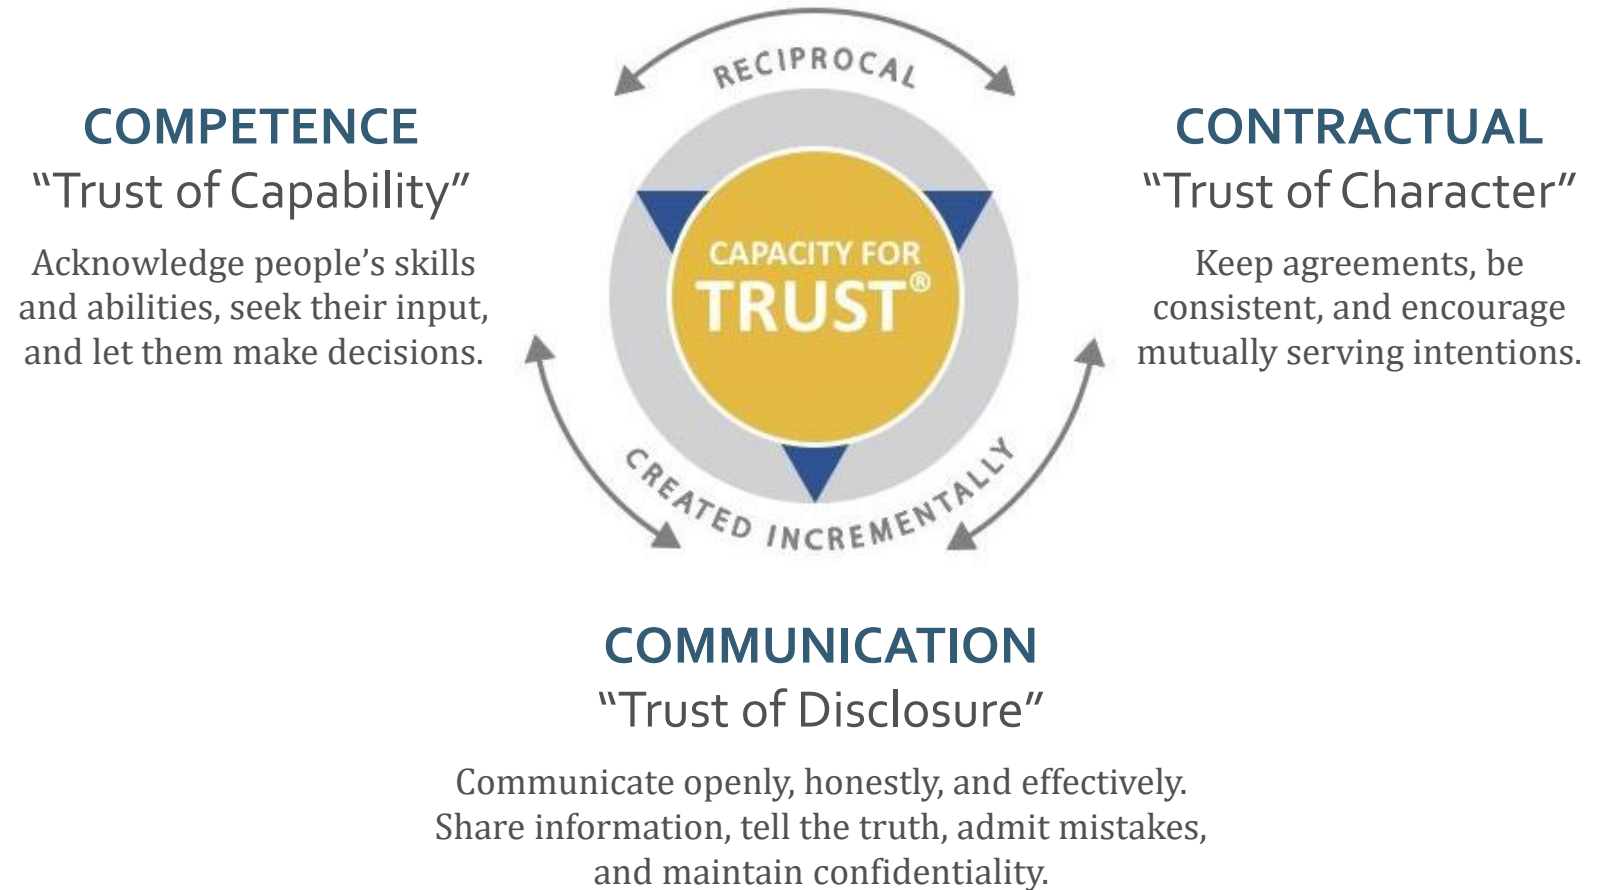 RECIPROCAL
COMPETENCE
“Trust of Capability”
Acknowledge people’s skills
and abilities, seek their input,
and let them make decisions.
CAPACITY FOR
TRUST®
CONTRACTUAL
“Trust of Character”
Keep agreements, be
consistent, and encourage
mutually serving intentions.
CREATED INCREMENTALLY
COMMUNICATION
“Trust of Disclosure”
Communicate openly, honestly, and effectively.
Share information, tell the truth, admit mistakes,
and maintain confidentiality.